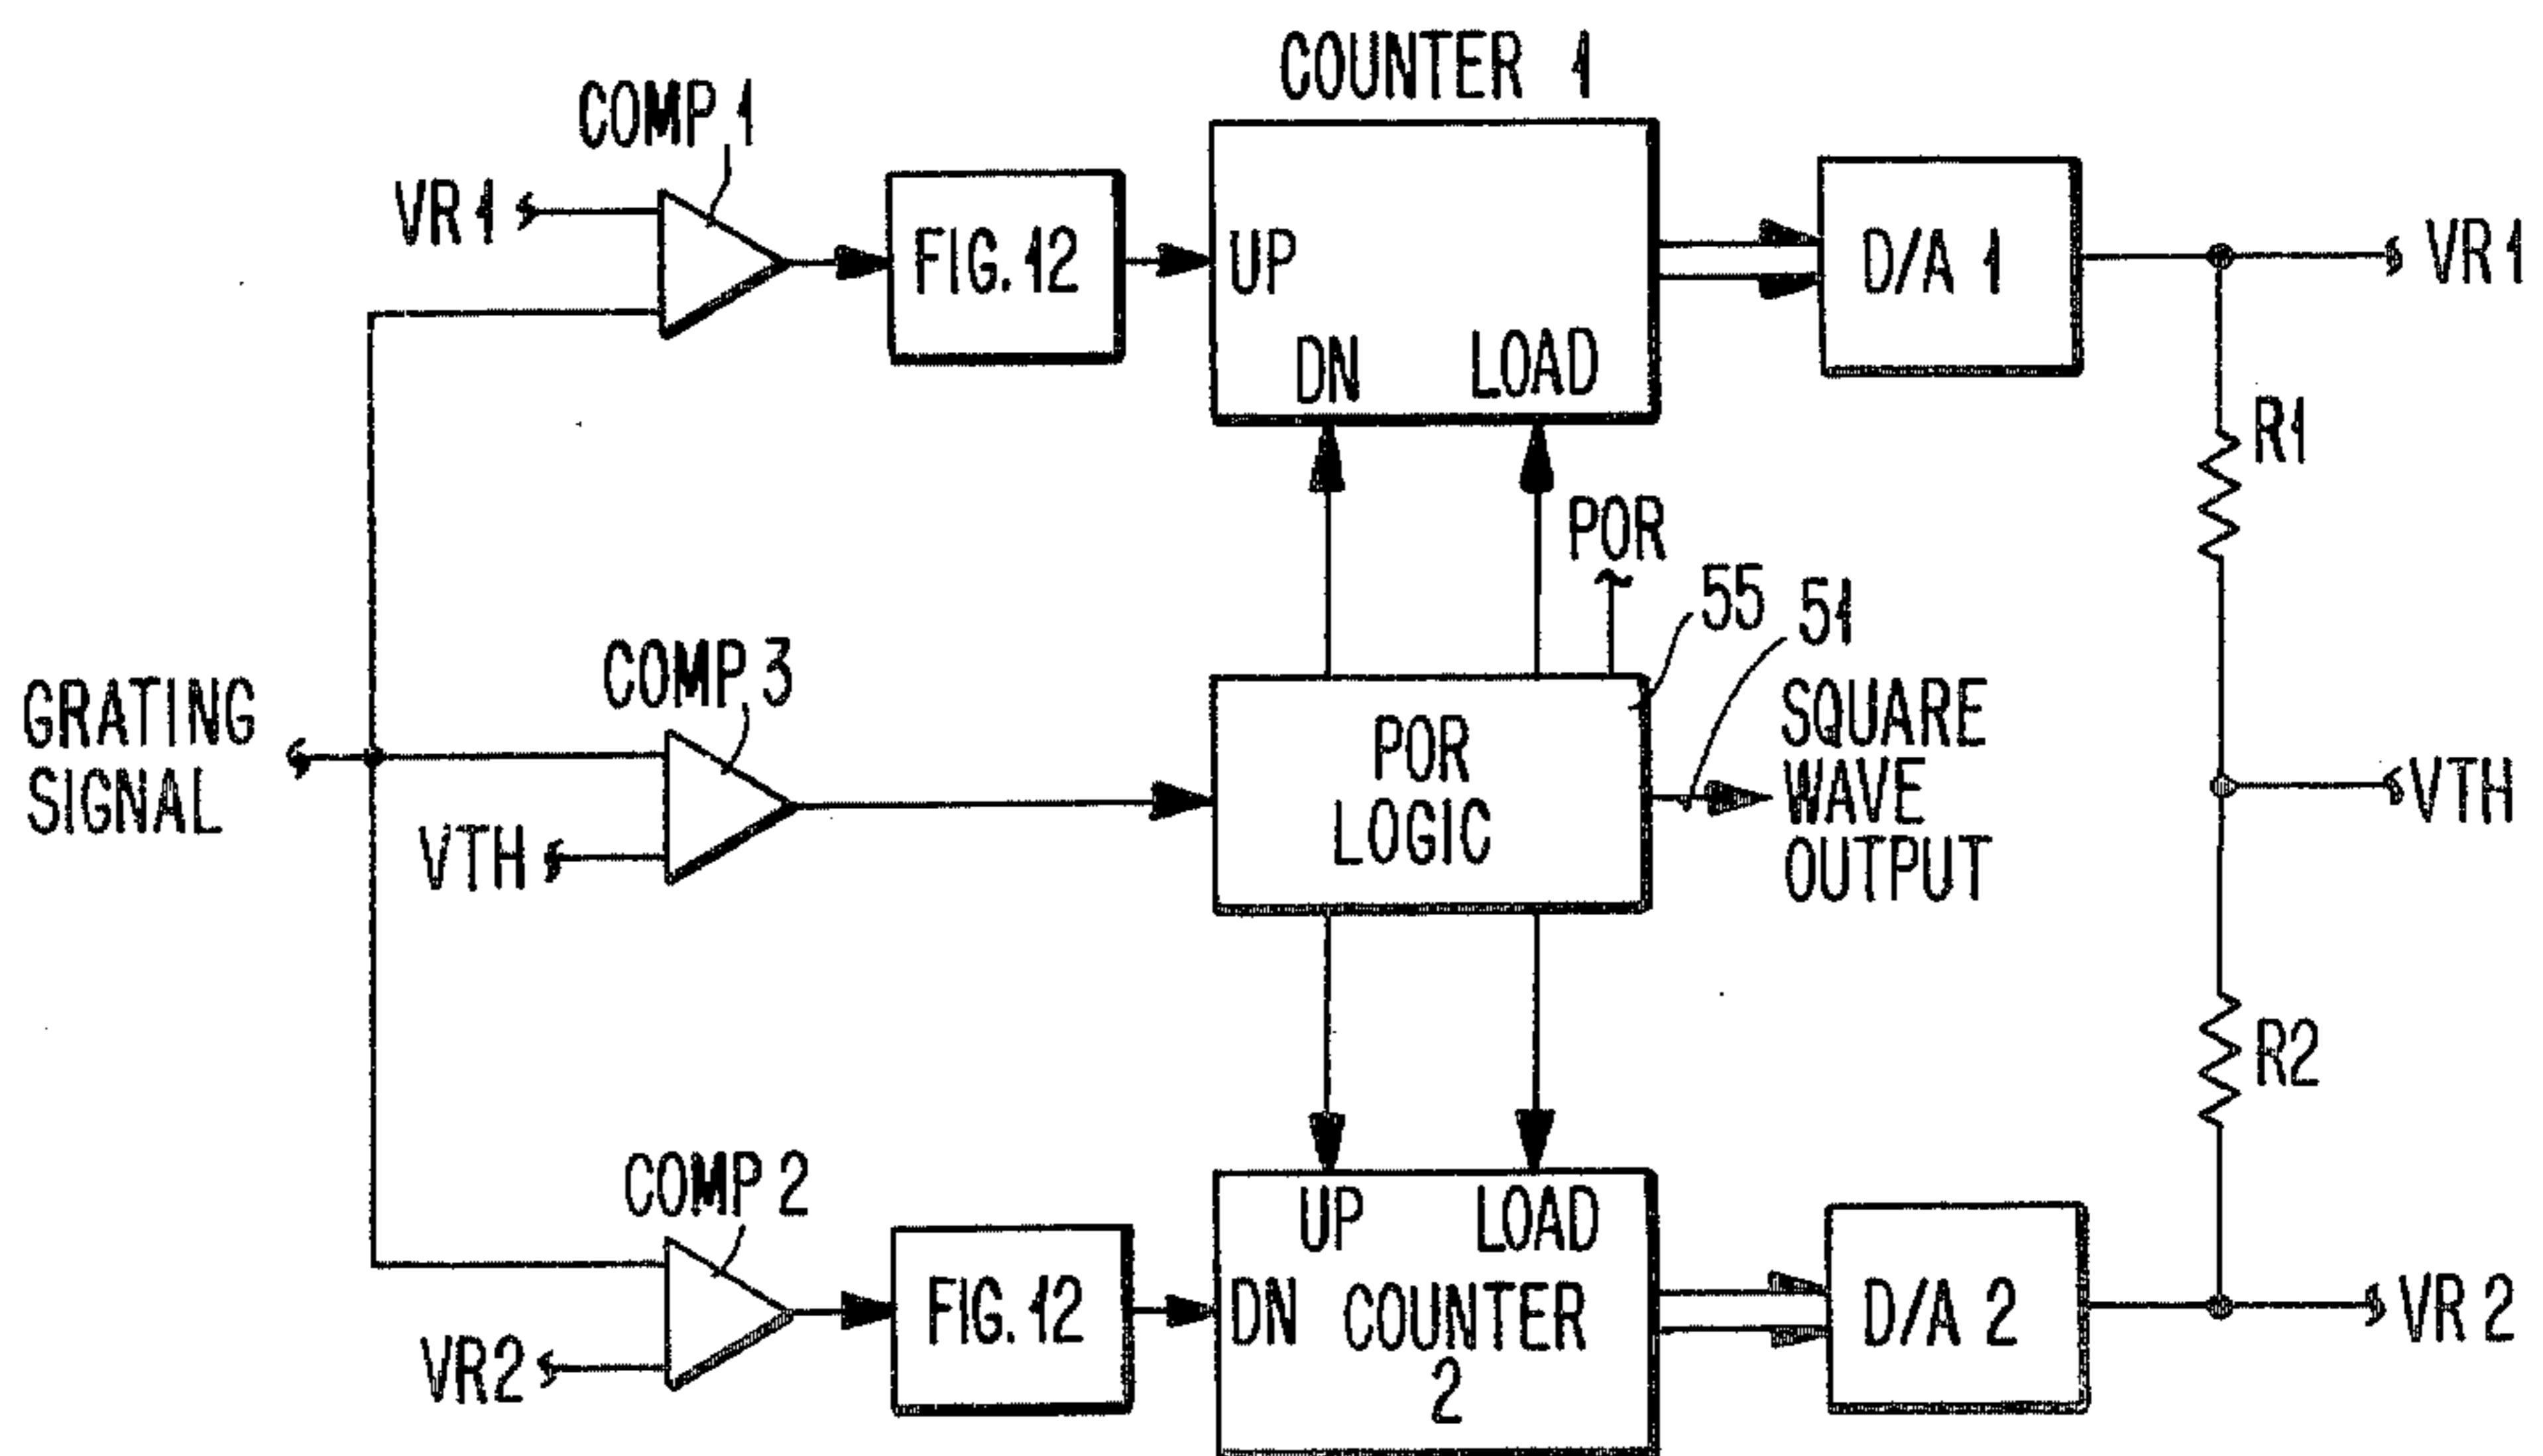 COUNTER 1
COMP 1
VR1
FIG. 12
UP
DN
LOAD
D/A 1
VR1
R1
POR
55
51
COMP 3
GRATING
SIGNAL
VTH
POR
LOGIC
SQUARE
WAVE
OUTPUT
VTH
R2
COMP 2
VR2
FIG. 12
UP
LOAD
DN
COUNTER
2
D/A 2
VR2